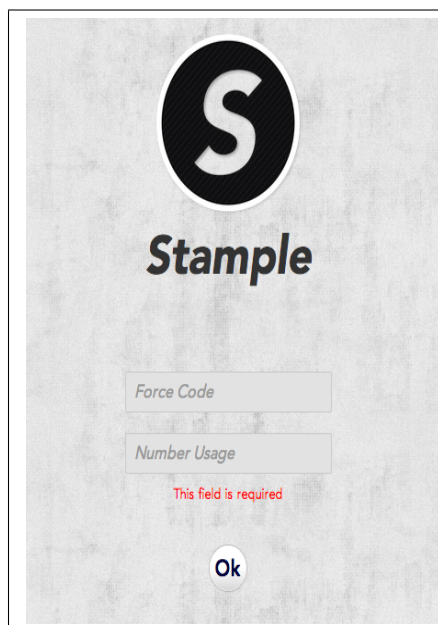 S
Stample
Force Code
Number Usage
This field is required
Ok